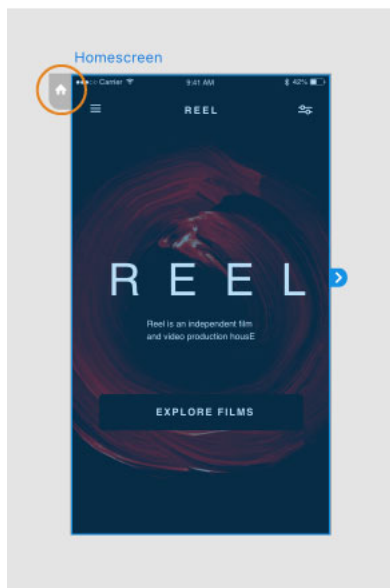 Homescreen
Carrier 9:41 AM 42%
REEL
REEL
Reel is an independent film
and video production housE
EXPLORE FILMS